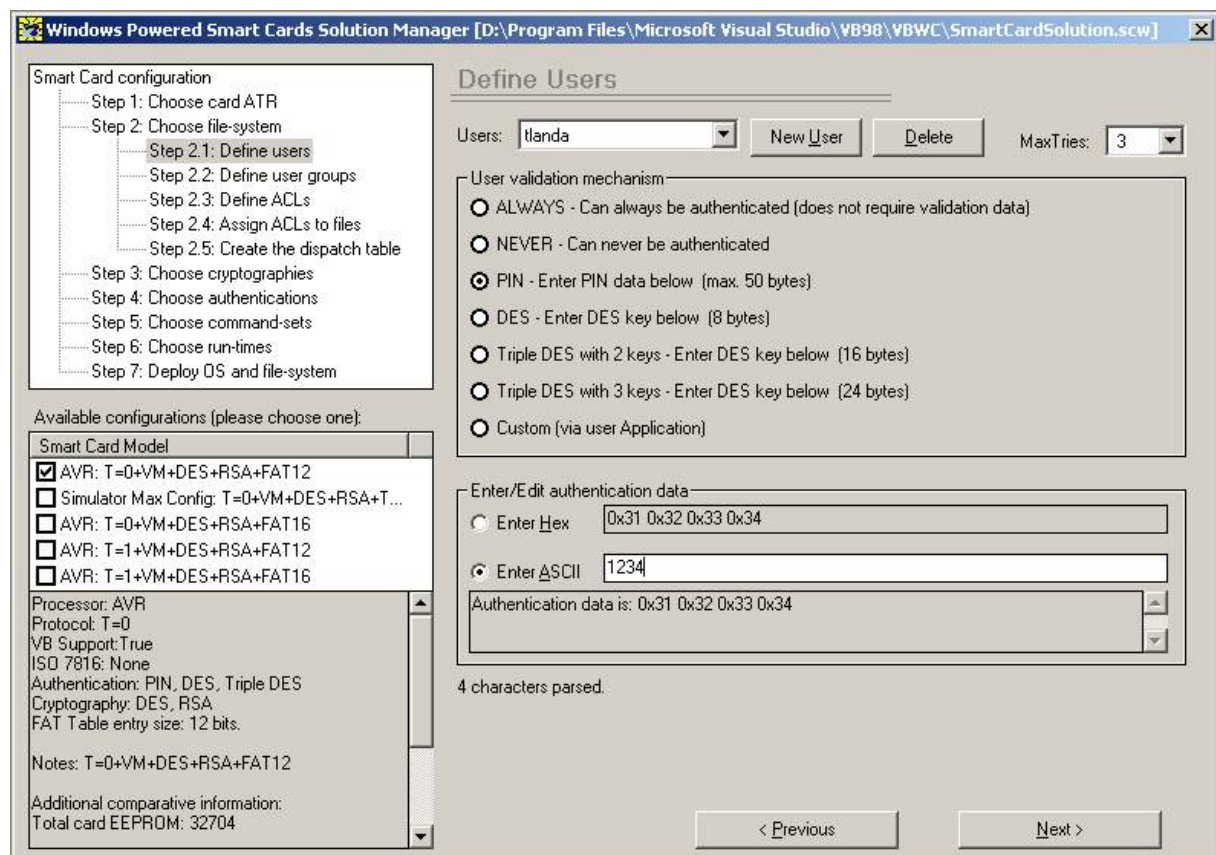 Windows Powered Smart Cards Solution Manager [D:\Program Files\Microsoft Visual Studio\VB98\VBWC\SmartCardSolution.scw]
Smart Card configuration
Step 1: Choose card ATR
Step 2: Choose file-system
Step 2.1: Define users
Step 2.2: Define user groups
Step 2.3: Define ACLs
Step 2.4: Assign ACLs to files
Step 2.5: Create the dispatch table
Step 3: Choose cryptographies
Step 4: Choose authentications
Step 5: Choose command-sets
Step 6: Choose run-times
Step 7: Deploy OS and file-system
Available configurations (please choose one):
Smart Card Model
AVR: T=0+VM+DES+RSA+FAT12
Simulator Max Config: T=0+VM+DES+RSA+T...
AVR: T=0+VM+DES+RSA+FAT16
AVR: T=1+VM+DES+RSA+FAT12
AVR: T=1+VM+DES+RSA+FAT16
Processor: AVR
Protocol: T=0
VB Support:True
ISO 7816: None
Authentication: PIN, DES, Triple DES
Cryptography: DES, RSA
FAT Table entry size: 12 bits.
Notes: T=0+VM+DES+RSA+FAT12
Additional comparative information:
Total card EEPROM: 32704
Define Users
Users: tlanda New User Delete MaxTries: 3
User validation mechanism
ALWAYS - Can always be authenticated (does not require validation data)
NEVER - Can never be authenticated
PIN - Enter PIN data below (max. 50 bytes)
DES - Enter DES key below (8 bytes)
Triple DES with 2 keys - Enter DES key below (16 bytes)
Triple DES with 3 keys - Enter DES key below (24 bytes)
Custom (via user Application)
Enter/Edit authentication data
Enter Hex 0x31 0x32 0x33 0x34
Enter ASCII 1234
Authentication data is: 0x31 0x32 0x33 0x34
4 characters parsed.
< Previous Next >